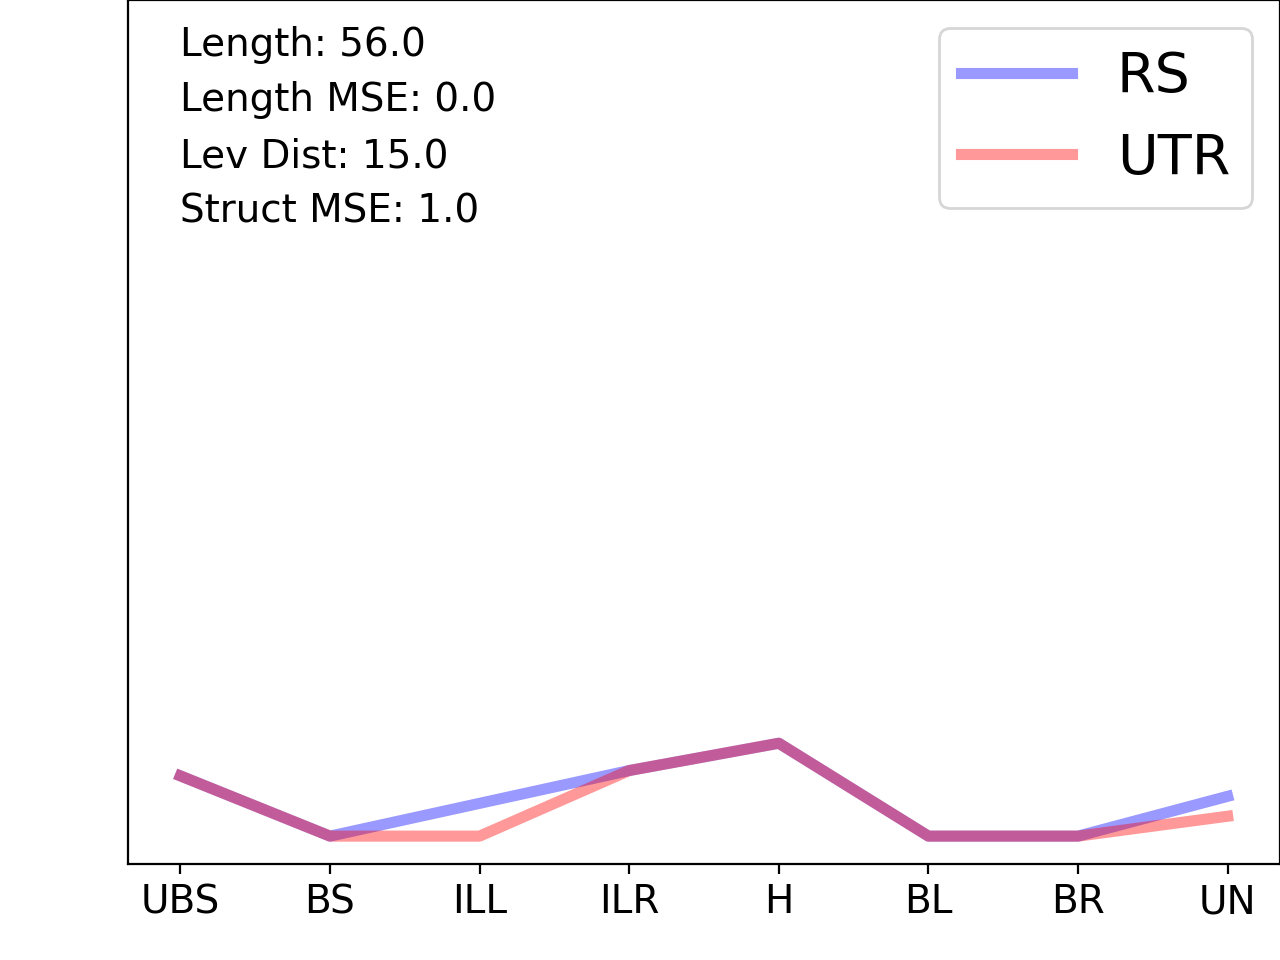 Length: 56.0
Length MSE: 0.0
Lev Dist: 15.0
Struct MSE: 1.0
RS
UTR
UBS BS ILL ILR H BL BR UN